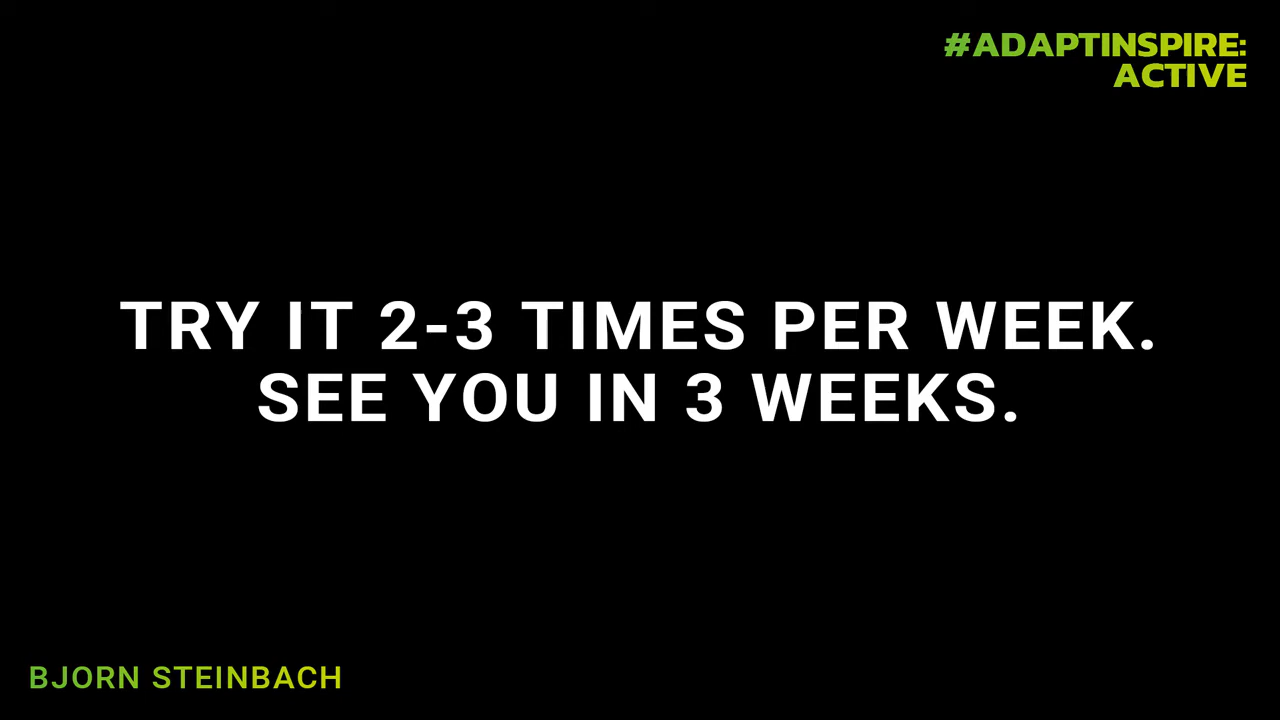 #ADAPTINSPIRE:
ACTIVE
TRY IT 2-3 TIMES PER WEEK.
SEE YOU IN 3 WEEKS.
BJORN STEINBACH